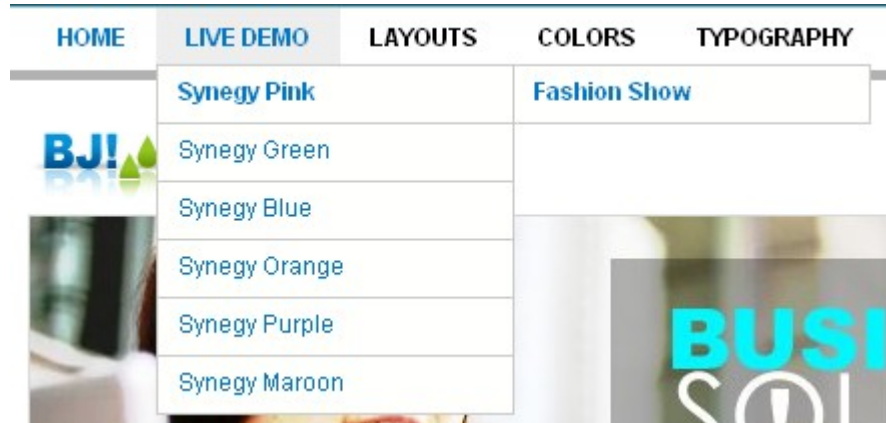 HOME LIVE DEMO LAYOUTS COLORS TYPOGRAPHY
Synegy Pink Fashion Show
BJ!
Synegy Green
Synegy Blue
Synegy Orange
Synegy Purple
Synegy Maroon